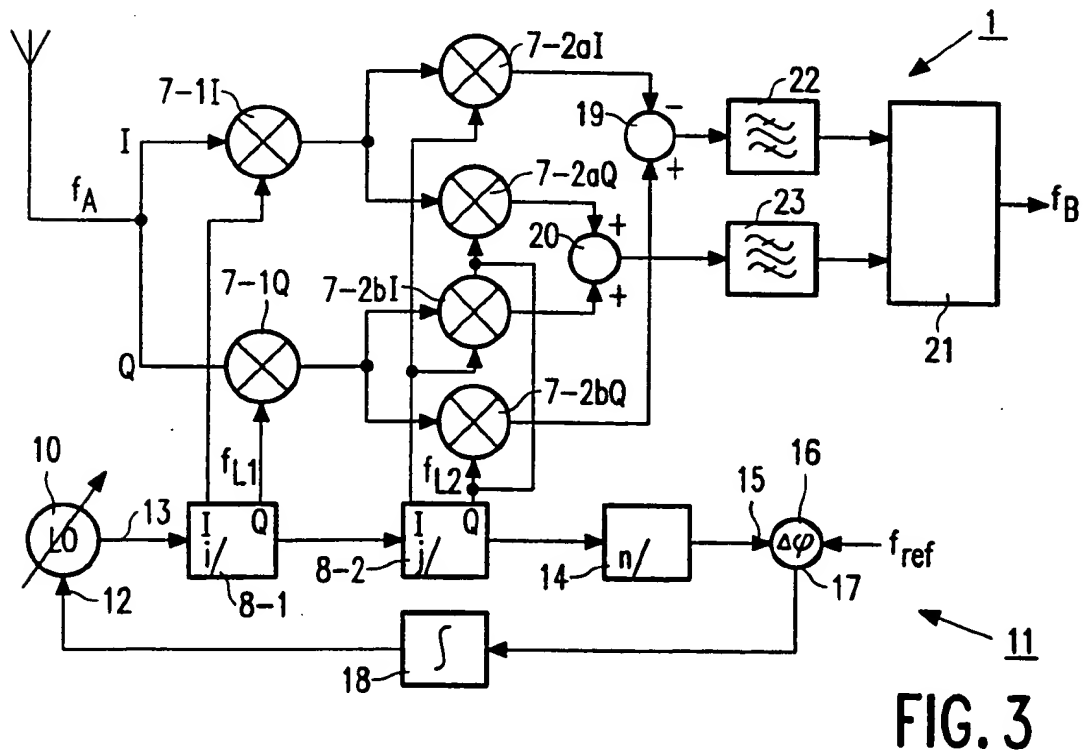 7-2aI
1
7-1I
22
I
19
−
+
f_A
7-2aQ
23
20
+
+
f_B
7-1Q
7-2bI
21
Q
7-2bQ
10
f_L1
f_L2
16
15
13
LO
I Q
i/
I Q
j/
n/
Δφ
f_ref
12
8-1
8-2
14
17
11
18
∫
FIG. 3